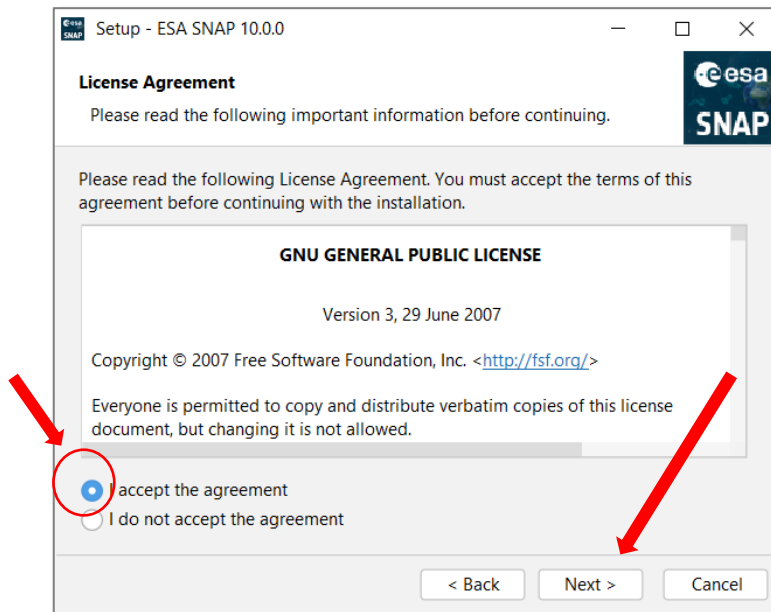 esa
SNAP
Setup - ESA SNAP 10.0.0
License Agreement
Please read the following important information before continuing.
esa
SNAP
Please read the following License Agreement. You must accept the terms of this
agreement before continuing with the installation.
GNU GENERAL PUBLIC LICENSE
Version 3, 29 June 2007
Copyright © 2007 Free Software Foundation, Inc. <http://fsf.org/>
Everyone is permitted to copy and distribute verbatim copies of this license
document, but changing it is not allowed.
I accept the agreement
I do not accept the agreement
< Back
Next >
Cancel